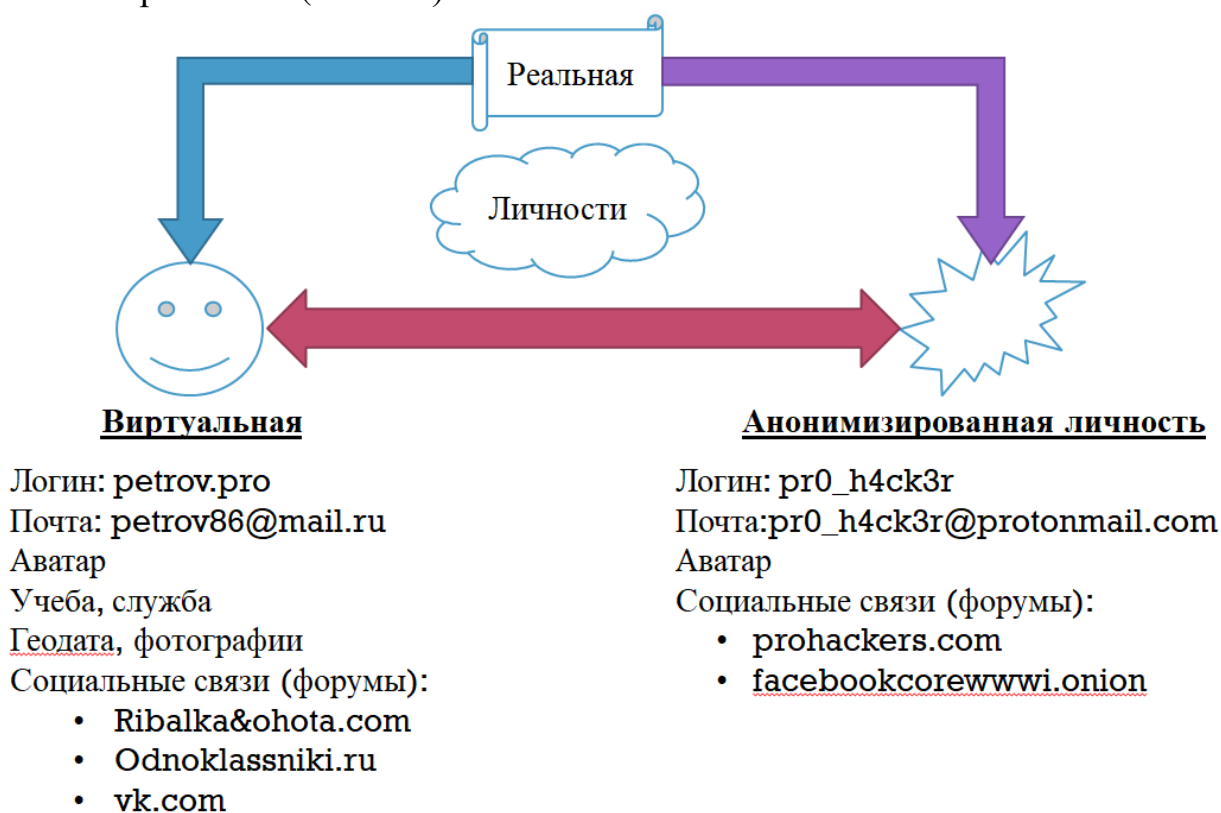 Реальная
Личности
Виртуальная
Анонимизированная личность
Логин: petrov.pro
Почта: petrov86@mail.ru
Аватар
Учеба, служба
Геодата, фотографии
Социальные связи (форумы):
• Ribalka&ohota.com
• Odnoklassniki.ru
• vk.com
Логин: pr0_h4ck3r
Почта:pr0_h4ck3r@protonmail.com
Аватар
Социальные связи (форумы):
• prohackers.com
• facebookcorewwwi.onion